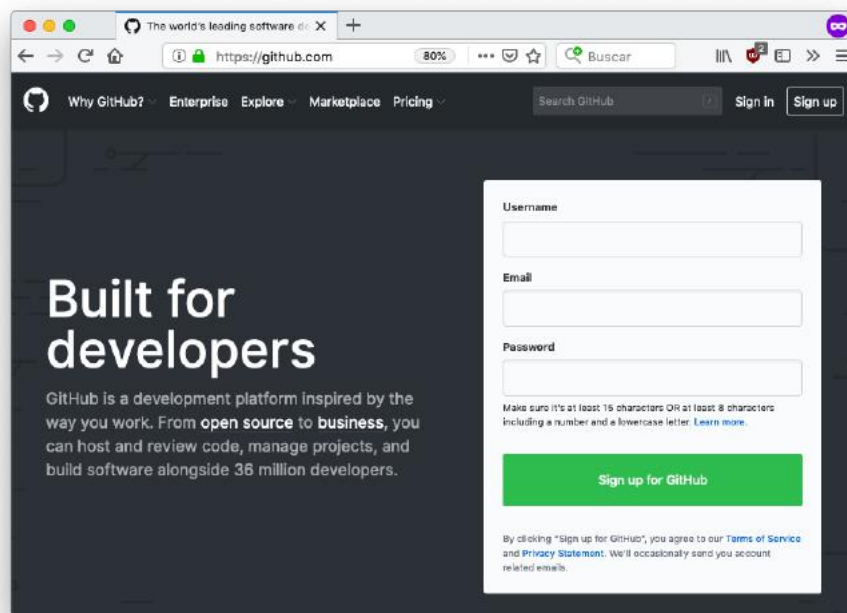 The world's leading software de
https://github.com
80%
Buscar
2
Why GitHub? Enterprise Explore Marketplace Pricing
Search GitHub
/
Sign in
Sign up
Built for
developers
GitHub is a development platform inspired by the
way you work. From open source to business, you
can host and review code, manage projects, and
build software alongside 36 million developers.
Username
Email
Password
Make sure it's at least 15 characters OR at least 8 characters
including a number and a lowercase letter. Learn more.
Sign up for GitHub
By clicking "Sign up for GitHub", you agree to our Terms of Service
and Privacy Statement. We'll occasionally send you account
related emails.